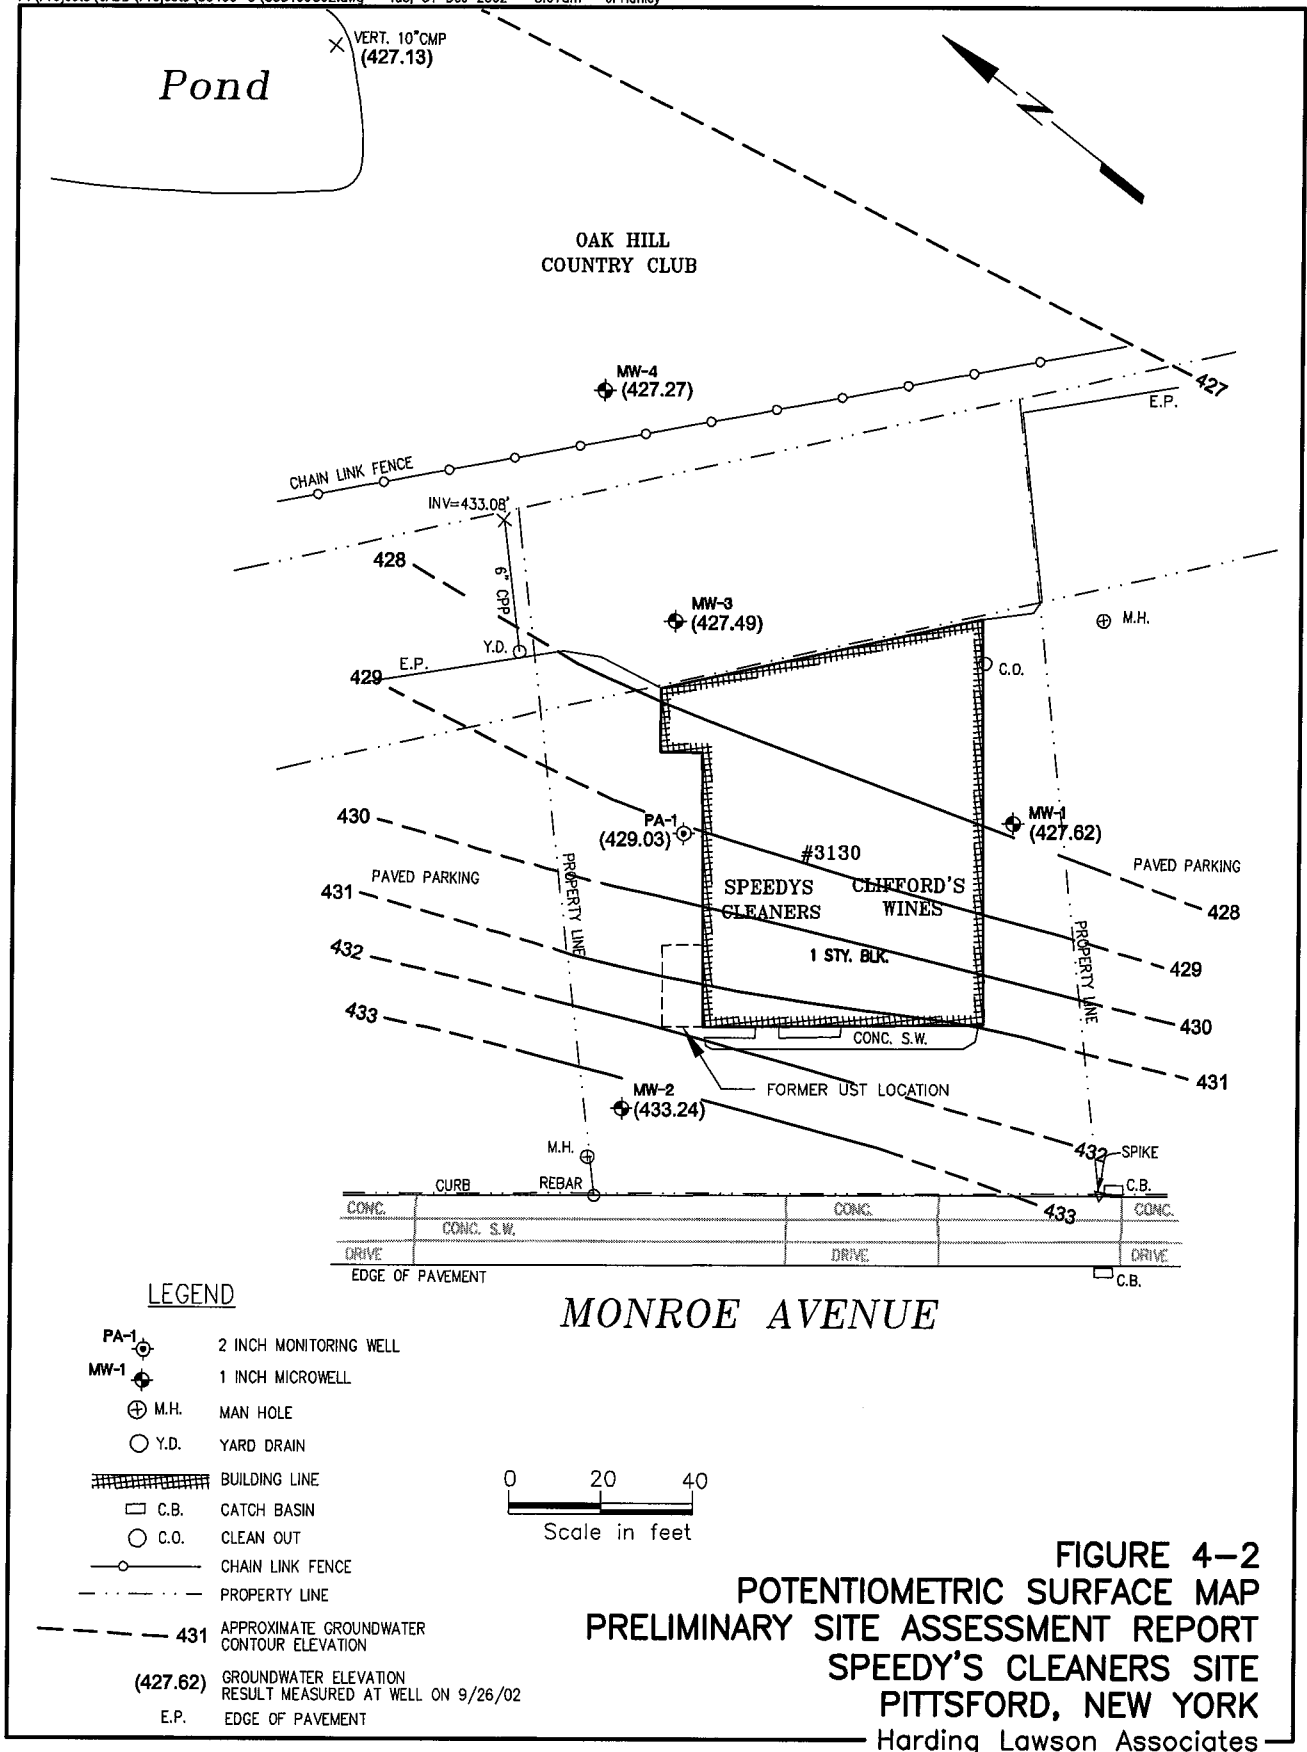 VERT. 10"CMP
(427.13)
Pond
N
OAK HILL
COUNTRY CLUB
MW-4
(427.27)
427
E.P.
CHAIN LINK FENCE
INV=433.08'
428
6" CPP
MW-3
(427.49)
M.H.
Y.D.
E.P.
C.O.
429
430
PA-1
(429.03)
MW-1
(427.62)
#3130
PAVED PARKING
PROPERTY LINE
SPEEDYS
CLEANERS
CLIFFORD'S
WINES
PAVED PARKING
431
428
PROPERTY LINE
432
1 STY. BLK.
429
433
430
CONC. S.W.
431
MW-2
(433.24)
FORMER UST LOCATION
M.H.
432
SPIKE
CURB
REBAR
C.B.
CONC.
CONC.
433
CONC.
CONC. S.W.
DRIVE
DRIVE
DRIVE
EDGE OF PAVEMENT
C.B.
MONROE AVENUE
LEGEND
PA-1 2 INCH MONITORING WELL
MW-1 1 INCH MICROWELL
M.H. MAN HOLE
Y.D. YARD DRAIN
BUILDING LINE
C.B. CATCH BASIN
C.O. CLEAN OUT
CHAIN LINK FENCE
PROPERTY LINE
431 APPROXIMATE GROUNDWATER
CONTOUR ELEVATION
(427.62) GROUNDWATER ELEVATION
RESULT MEASURED AT WELL ON 9/26/02
E.P. EDGE OF PAVEMENT
0 20 40
Scale in feet
FIGURE 4-2
POTENTIOMETRIC SURFACE MAP
PRELIMINARY SITE ASSESSMENT REPORT
SPEEDY'S CLEANERS SITE
PITTSFORD, NEW YORK
Harding Lawson Associates